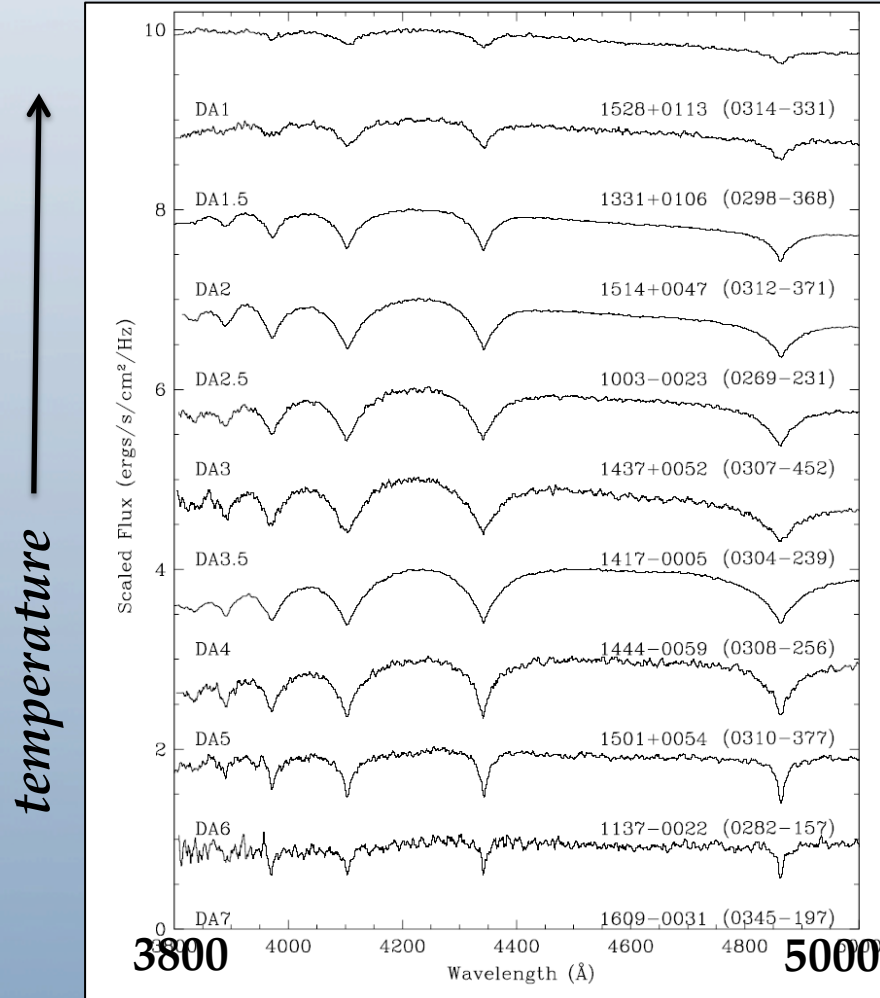 temperature
Scaled Flux (ergs/s/cm²/Hz)
10
8
6
4
2
0
DA1 1528+0113 (0314−331)
DA1.5 1331+0106 (0298−368)
DA2 1514+0047 (0312−371)
DA2.5 1003−0023 (0269−231)
DA3 1437+0052 (0307−452)
DA3.5 1417−0005 (0304−239)
DA4 1444−0059 (0308−256)
DA5 1501+0054 (0310−377)
DA6 1137−0022 (0282−157)
DA7 1609−0031 (0345−197)
3800 4000 4200 4400 4600 4800 5000
3800 5000
Wavelength (Å)